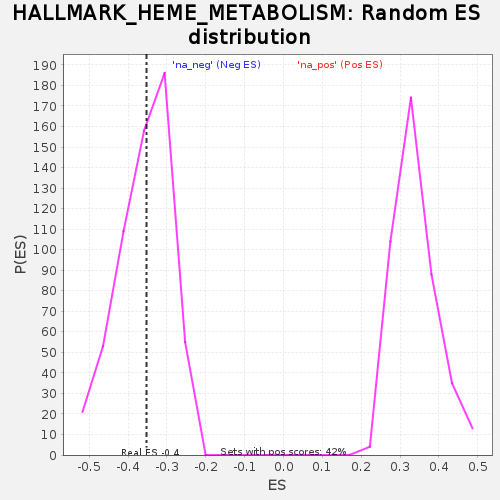 HALLMARK_HEME_METABOLISM: Random ES
distribution
'na_neg' (Neg ES)
'na_pos' (Pos ES)
P(ES)
190
180
170
160
150
140
130
120
110
100
90
80
70
60
50
40
30
20
10
0
Real ES -0.4
Sets with pos scores: 42%
-0.5 -0.4 -0.3 -0.2 -0.1 0.0 0.1 0.2 0.3 0.4 0.5
ES